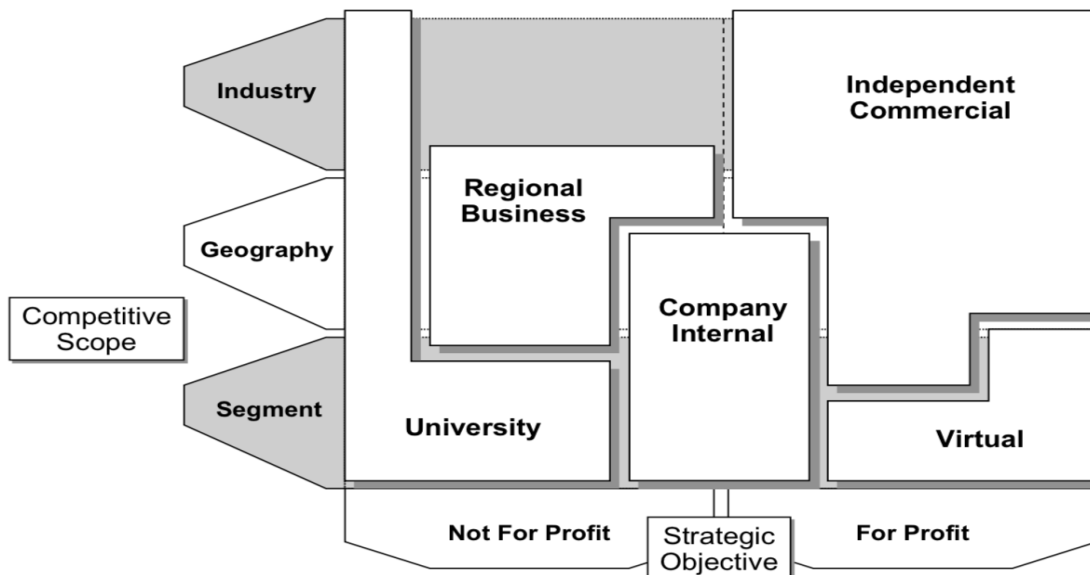 Industry
Independent
Commercial
Regional
Business
Geography
Competitive
Scope
Company
Internal
Segment
University
Virtual
Not For Profit
Strategic
Objective
For Profit